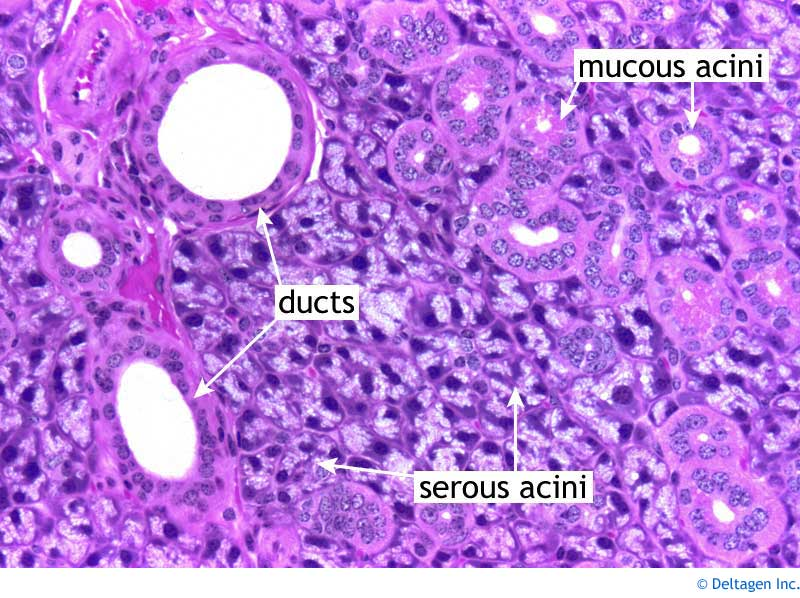 mucous acini
ducts
serous acini
© Deltagen Inc.